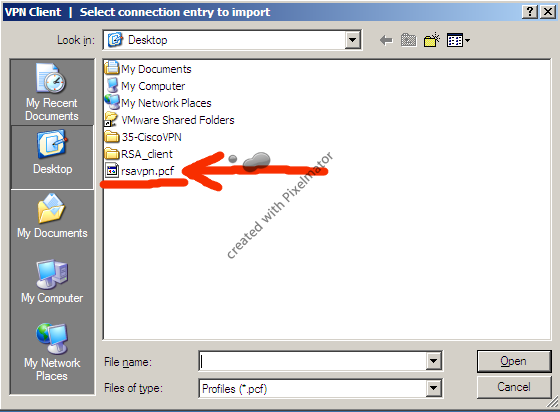 VPN Client | Select connection entry to import
Look in:
Desktop
My Recent
Documents
Desktop
My Documents
My Computer
My Network
Places
My Documents
My Computer
My Network Places
VMware Shared Folders
35-CiscoVPN
RSA_client
rsavpn.pcf
created with Pixelmator
File name:
Open
Files of type:
Profiles (*.pcf)
Cancel